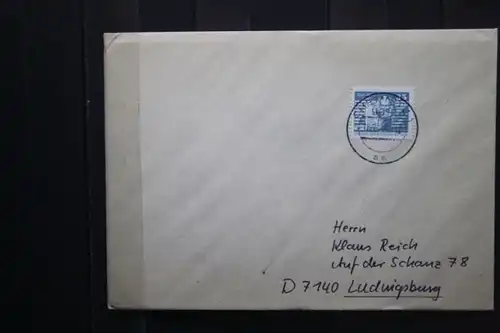 Herrn
Klaus Reich
Auf der Schanz 78
D 7140 Ludwigsburg